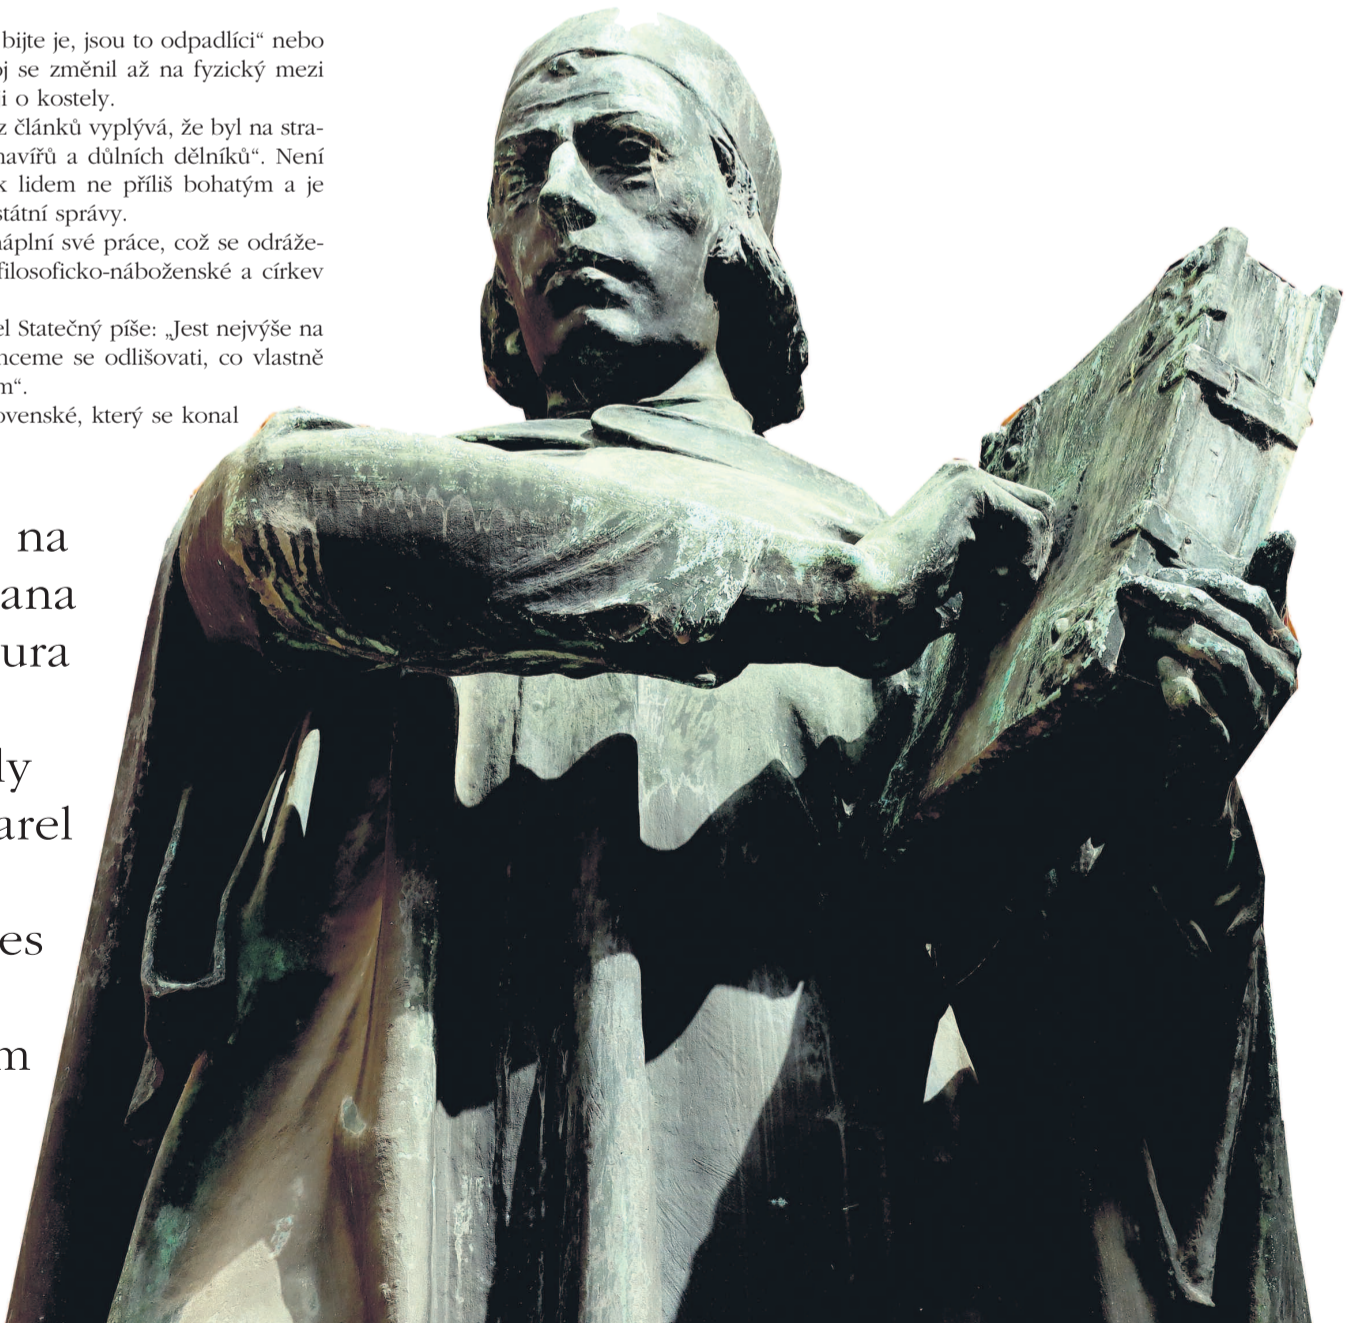 bijte je, jsou to odpadlíci“ nebo
j se změnil až na fyzický mezi
i o kostely.
z článků vyplývá, že byl na stra-
navířů a důlních dělníků“. Není
k lidem ne příliš bohatým a je
státní správy.
náplní své práce, což se odráže-
filosoficko-náboženské a církev
el Statečný píše: „Jest nejvýše na
hceme se odlišovati, co vlastně
m“.
ovenské, který se konal
na
ana
ura
ly
arel
es
m